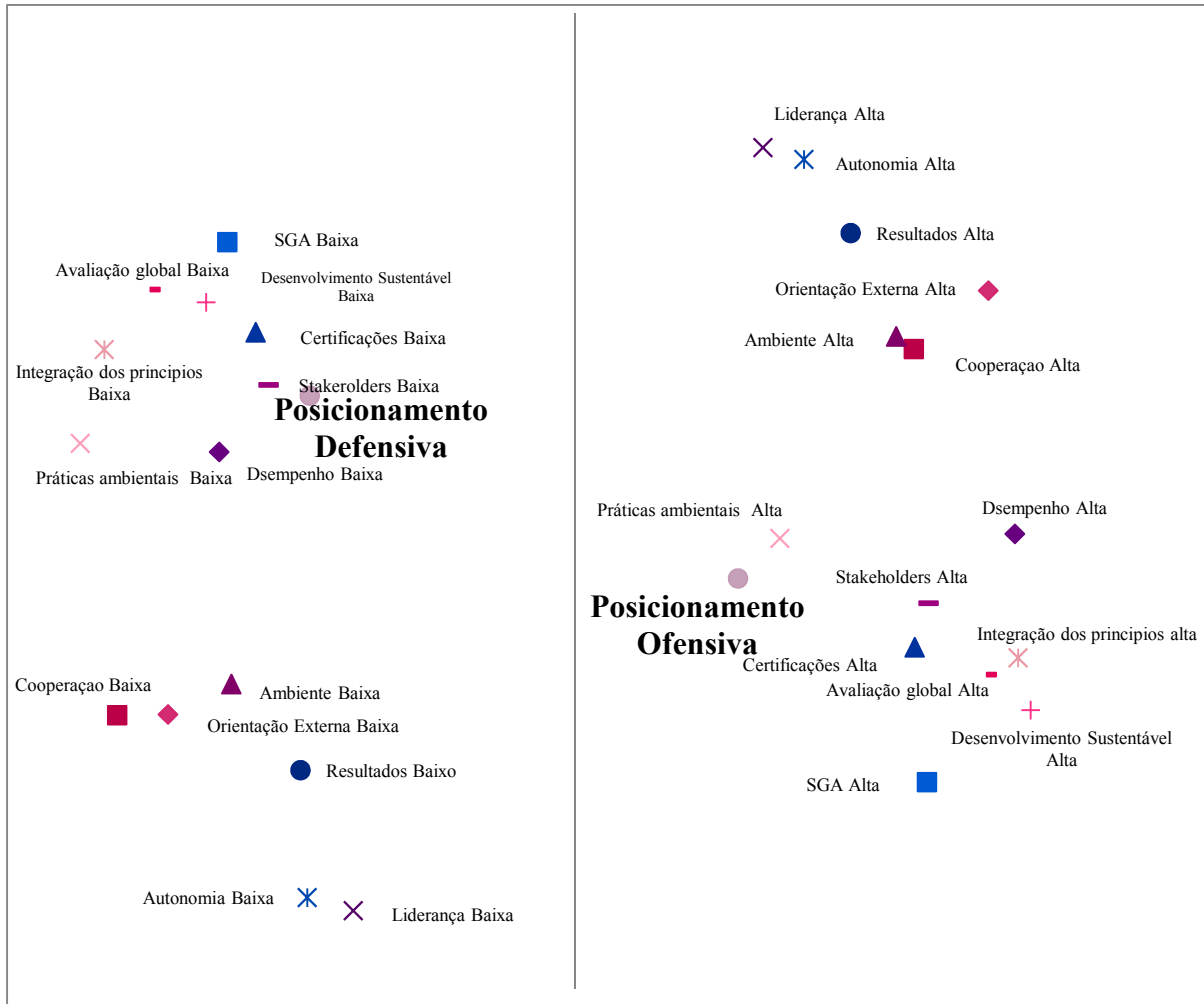 Liderança Alta
Autonomia Alta
SGA Baixa
Resultados Alta
Avaliação global Baixa
Desenvolvimento Sustentável
Baixa
Orientação Externa Alta
Certificações Baixa
Ambiente Alta
Cooperaçao Alta
Integração dos principios
Baixa
Stakerolders Baixa
Posicionamento
Defensiva
Práticas ambientais Baixa
Dsempenho Baixa
Práticas ambientais Alta
Dsempenho Alta
Stakeholders Alta
Posicionamento
Ofensiva
Integração dos principios alta
Certificações Alta
Avaliação global Alta
Cooperaçao Baixa
Ambiente Baixa
Orientação Externa Baixa
Desenvolvimento Sustentável
Alta
Resultados Baixo
SGA Alta
Autonomia Baixa
Liderança Baixa